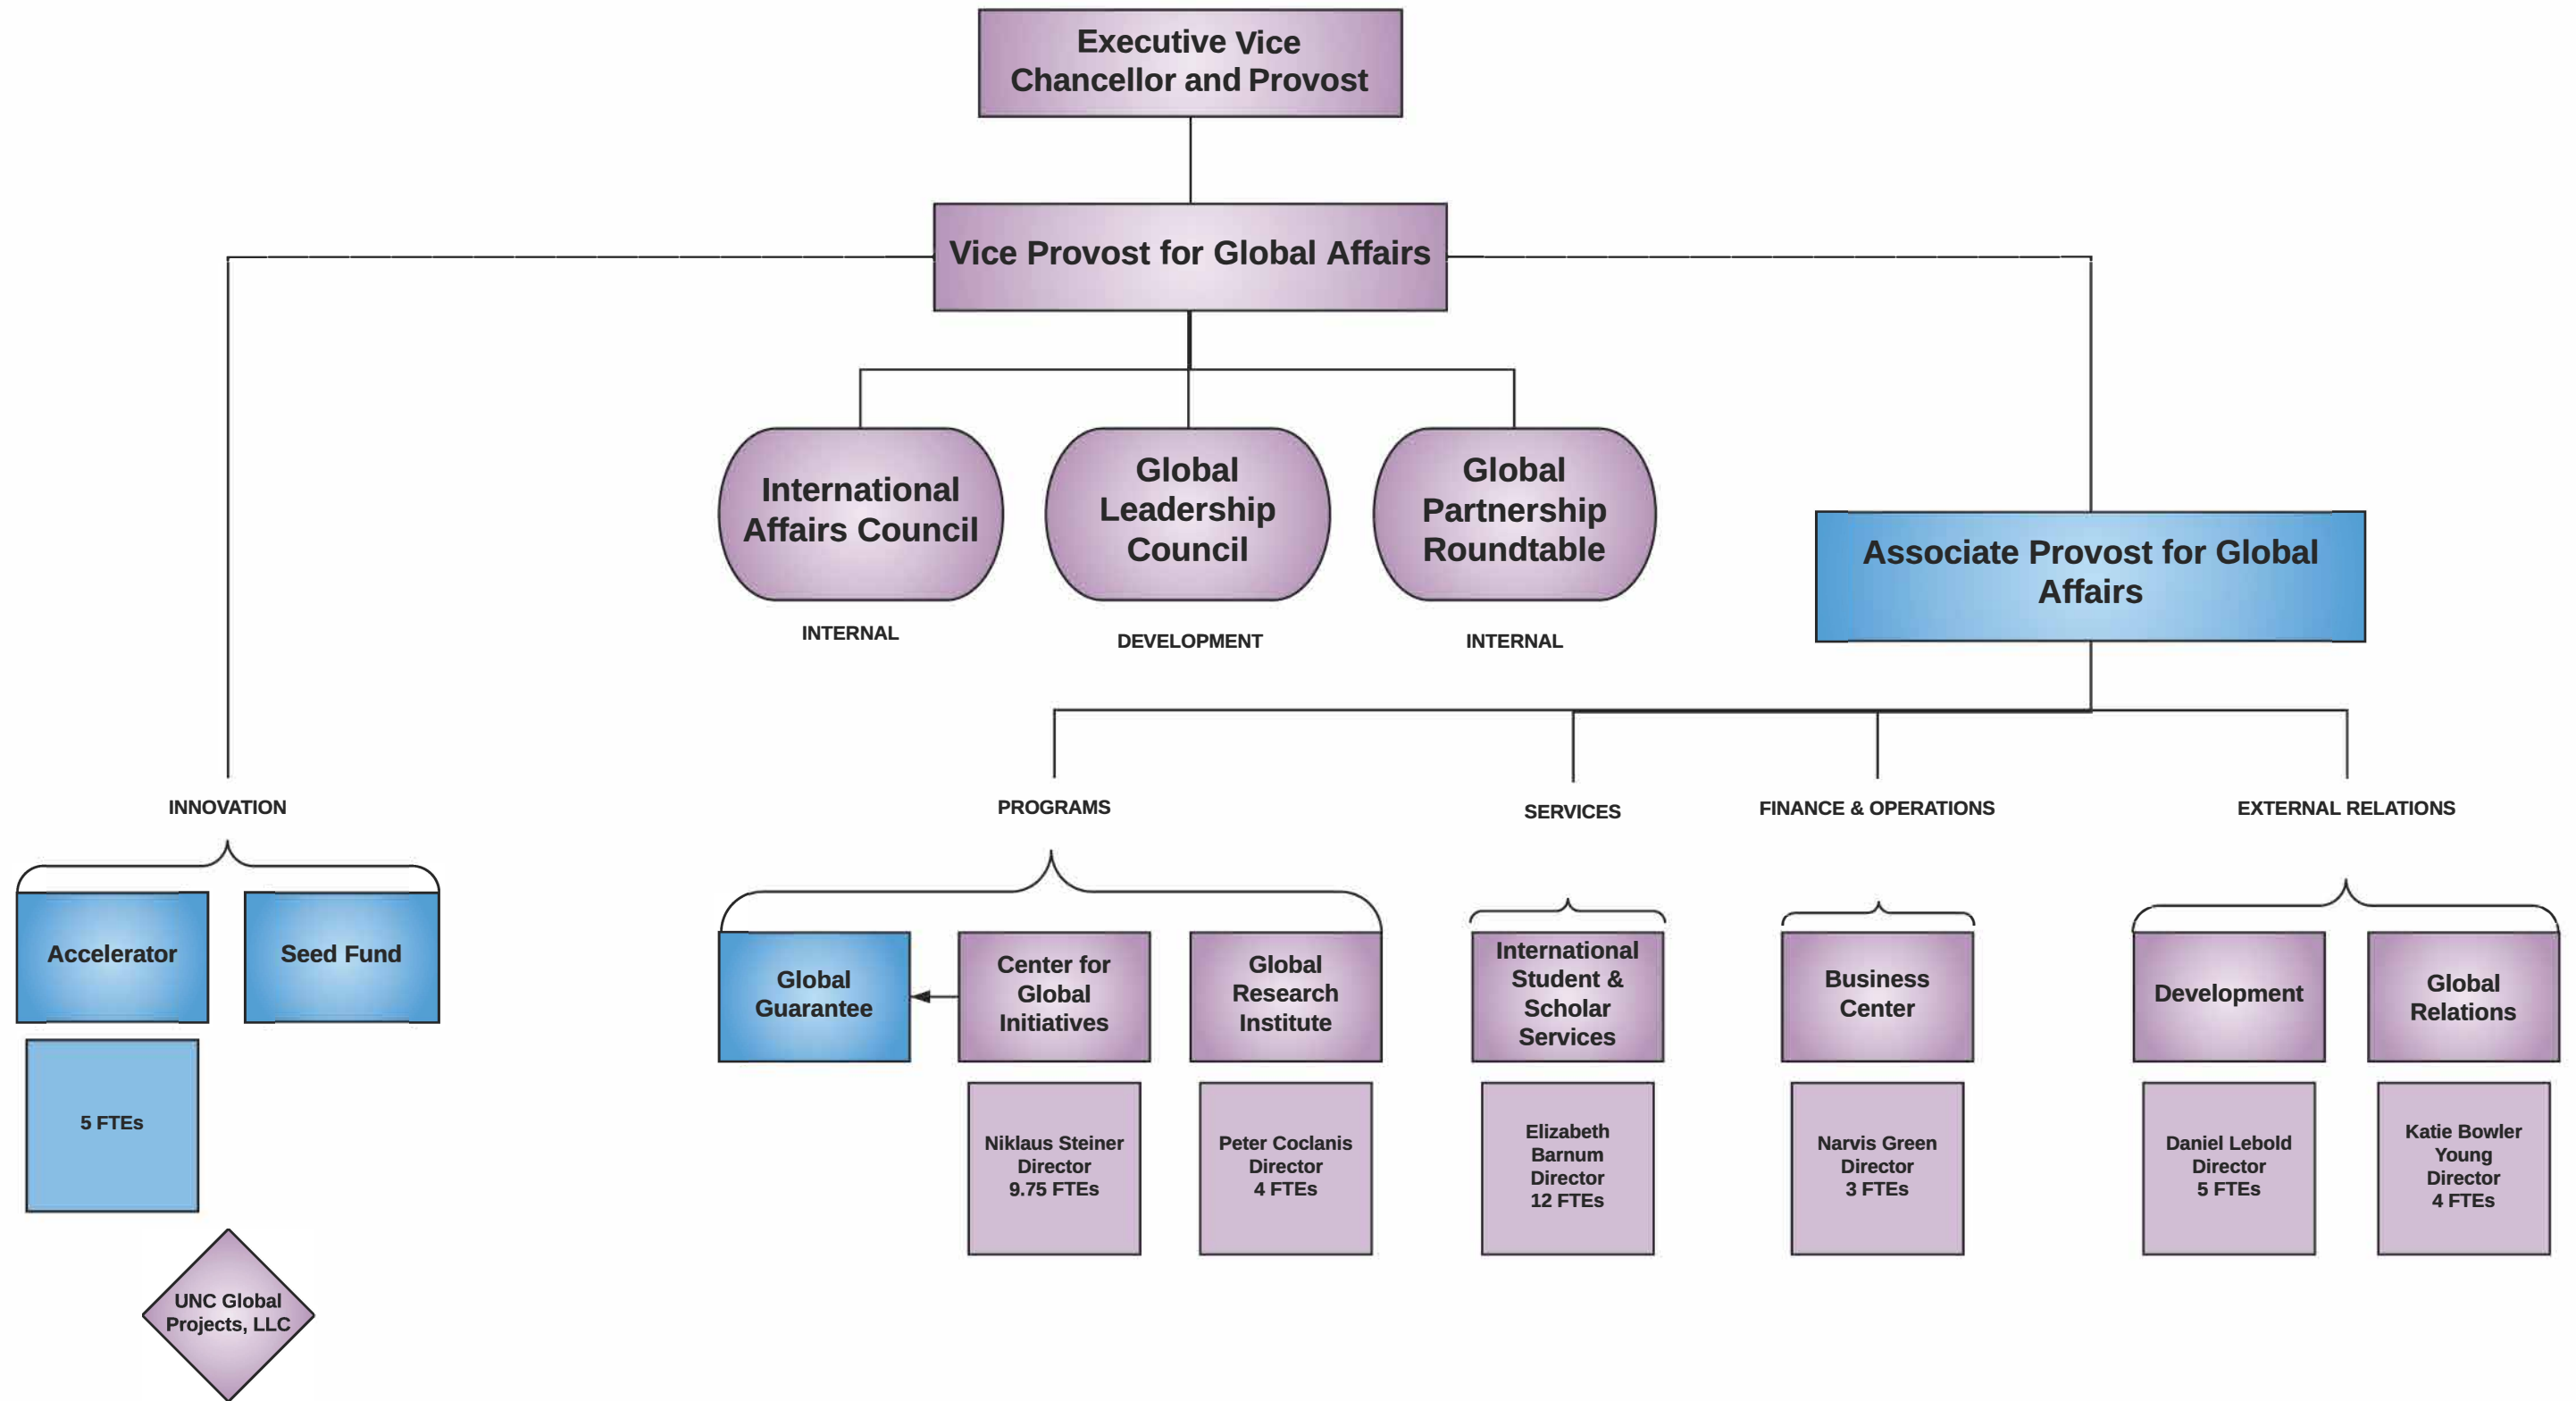 Executive Vice
Chancellor and Provost
Vice Provost for Global Affairs
International
Affairs Council
Global
Leadership
Council
Global
Partnership
Roundtable
Associate Provost for Global
Affairs
INTERNAL
DEVELOPMENT
INTERNAL
INNOVATION
PROGRAMS
SERVICES
FINANCE & OPERATIONS
EXTERNAL RELATIONS
Accelerator
Seed Fund
Global
Guarantee
Center for
Global
Initiatives
Global
Research
Institute
International
Student &
Scholar
Services
Business
Center
Development
Global
Relations
5 FTEs
Niklaus Steiner
Director
9.75 FTEs
Peter Coclanis
Director
4 FTEs
Elizabeth
Barnum
Director
12 FTEs
Narvis Green
Director
3 FTEs
Daniel Lebold
Director
5 FTEs
Katie Bowler
Young
Director
4 FTEs
UNC Global
Projects, LLC